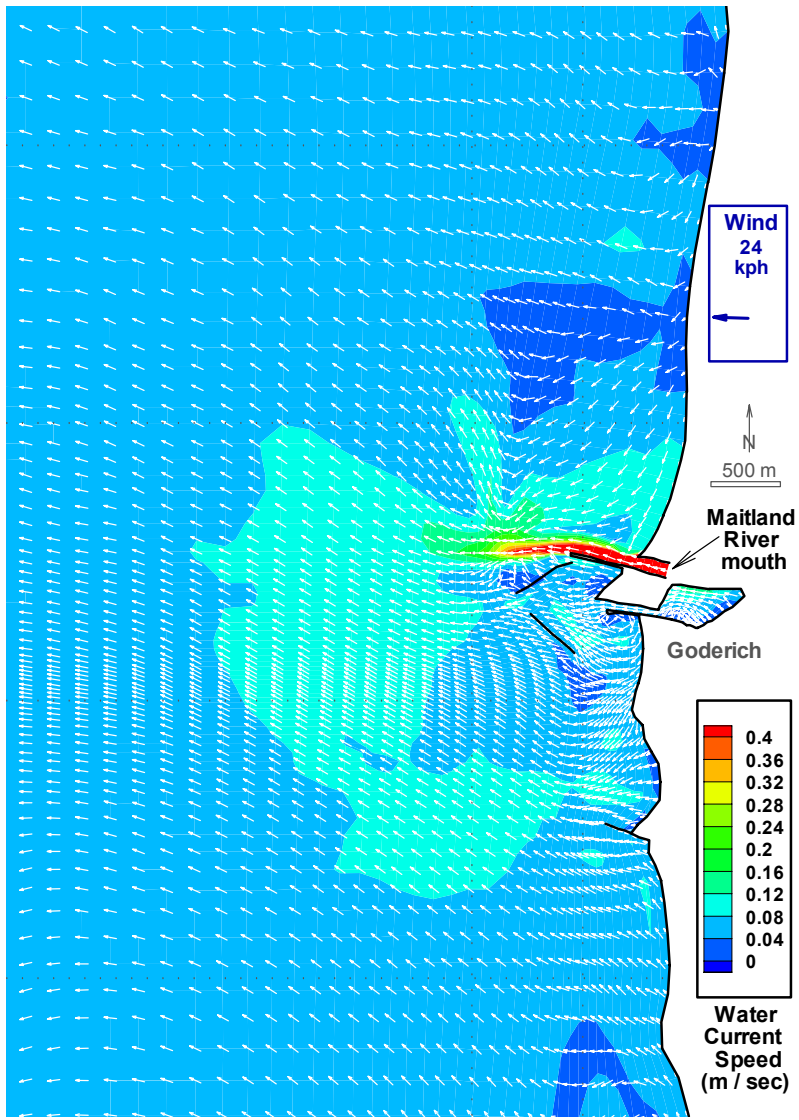 Wind
24
kph
N
500 m
Maitland
River
mouth
Goderich
0.4
0.36
0.32
0.28
0.24
0.2
0.16
0.12
0.08
0.04
0
Water
Current
Speed
(m / sec)